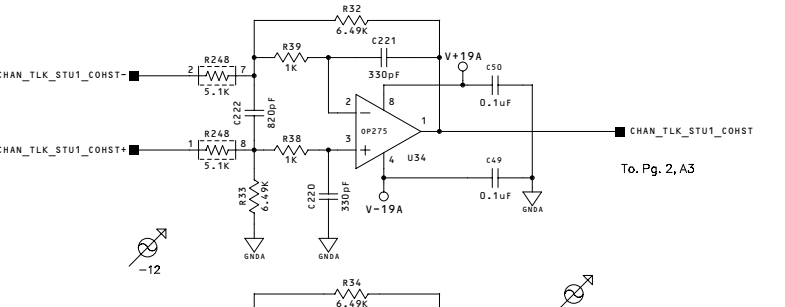 R32
6.49K
C221
330pF
R39
1K
V+19A
C50
0.1uF
CHAN_TLK_STU1_COHST-
2
R248
7
5.1K
C222
820pF
2
8
OP275
1
3
4
U34
CHAN_TLK_STU1_COHST
To. Pg. 2, A3
CHAN_TLK_STU1_COHST+
1
R248
8
5.1K
R38
1K
R33
6.49K
C220
330pF
V-19A
C49
0.1uF
GNDA
GNDA
GNDA
-12
R34
6.49K